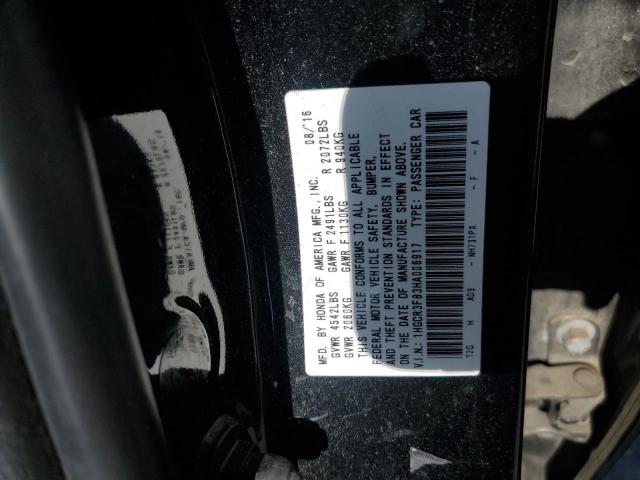 MFD. BY HONDA OF AMERICA MFG., INC. 08/'16
GVWR 4542LBS GAWR F 2491LBS R 2072LBS
GVWR 2060KG GAWR F 1130KG R 940KG
THIS VEHICLE CONFORMS TO ALL APPLICABLE
FEDERAL MOTOR VEHICLE SAFETY, BUMPER,
AND THEFT PREVENTION STANDARDS IN EFFECT
ON THE DATE OF MANUFACTURE SHOWN ABOVE.
V.I.N.: 1HGCR3F83HA006917 TYPE: PASSENGER CAR
T2G H A08 - NH731PX - F - A